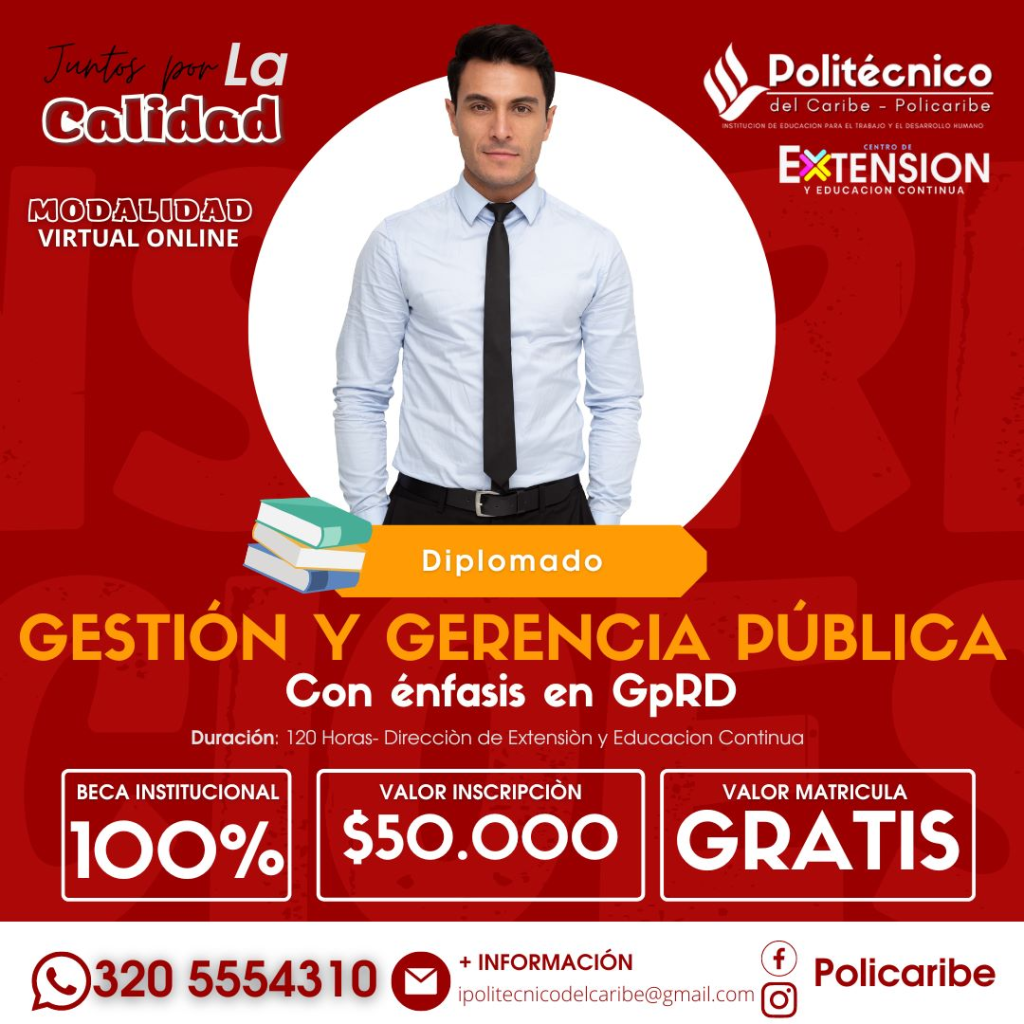 Juntos por La
Calidad
MODALIDAD
VIRTUAL ONLINE
Politécnico
del Caribe - Policaribe
INSTITUCION DE EDUCACION PARA EL TRABAJO Y EL DESARROLLO HUMANO
CENTRO DE
EXTENSION
Y EDUCACION CONTINUA
Diplomado
GESTIÓN Y GERENCIA PÚBLICA
Con énfasis en GpRD
Duración: 120 Horas- Direcciòn de Extensiòn y Educacion Continua
BECA INSTITUCIONAL
100%
VALOR INSCRIPCIÒN
$50.000
VALOR MATRICULA
GRATIS
320 5554310
+ INFORMACIÓN
ipolitecnicodelcaribe@gmail.com
Policaribe